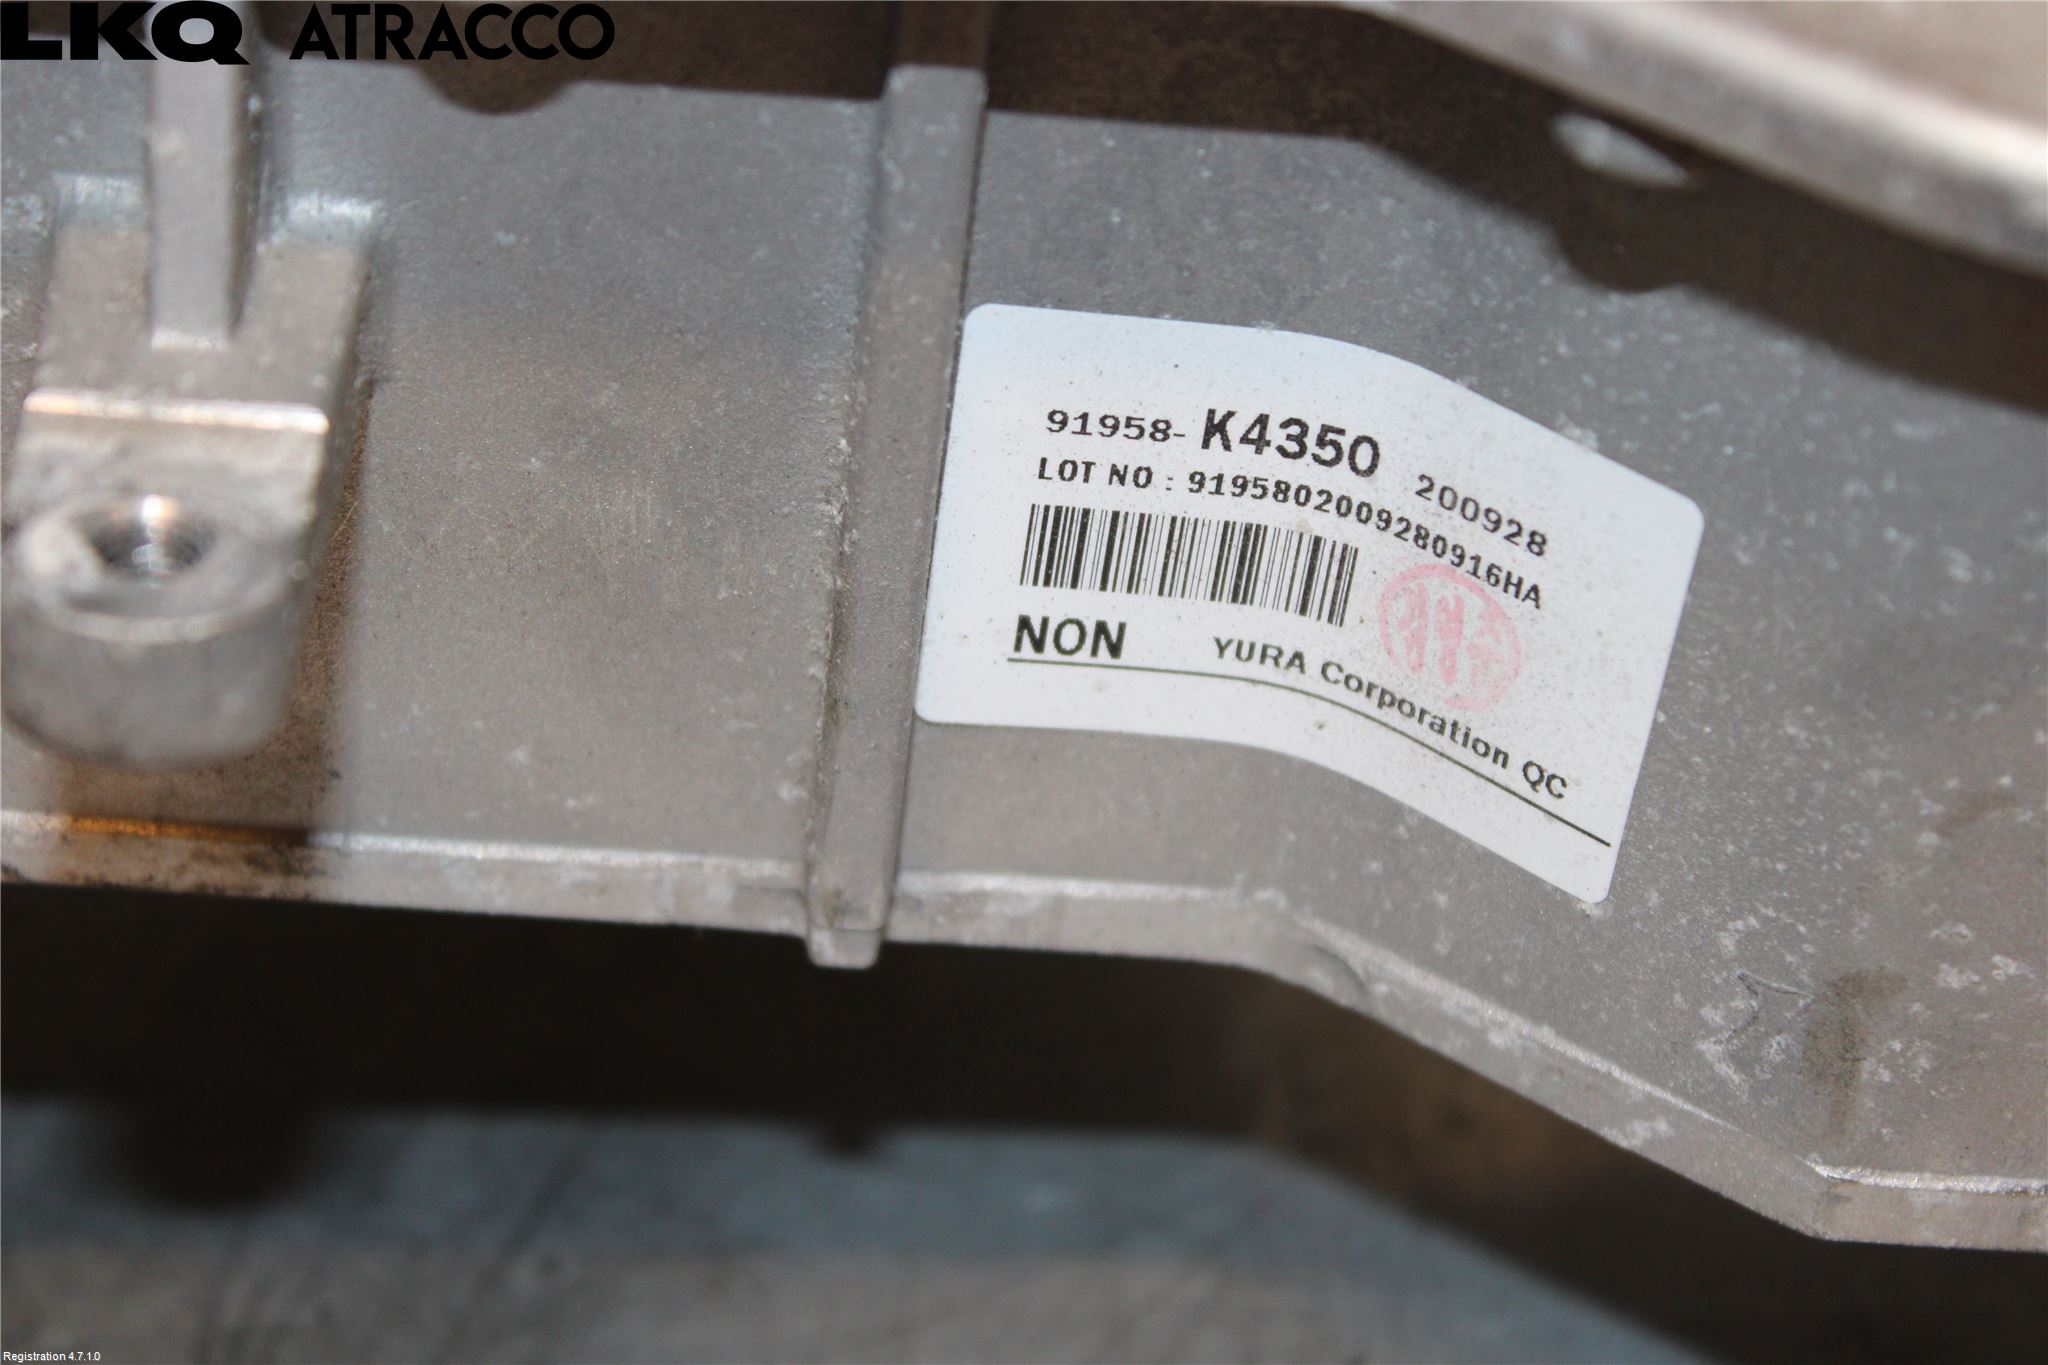 LKQ ATRACCO
91958- K4350 200928
LOT NO : 9195802009280916HA
NON YURA Corporation QC
Registration 4.7.1.0